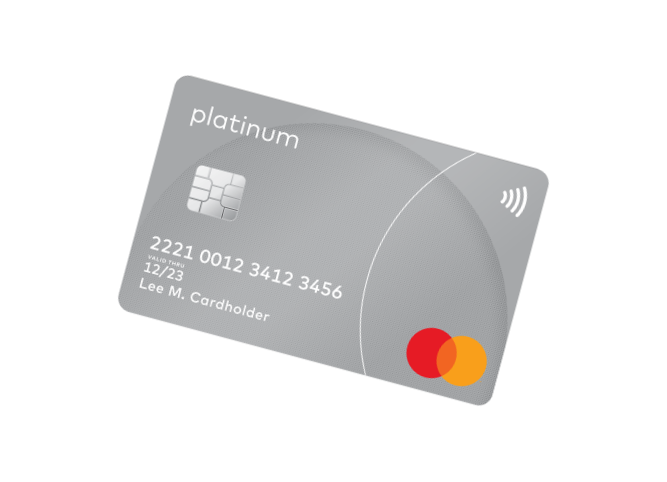 platinum
2221 0012 3412 3456
VALID THRU
12/23
Lee M. Cardholder